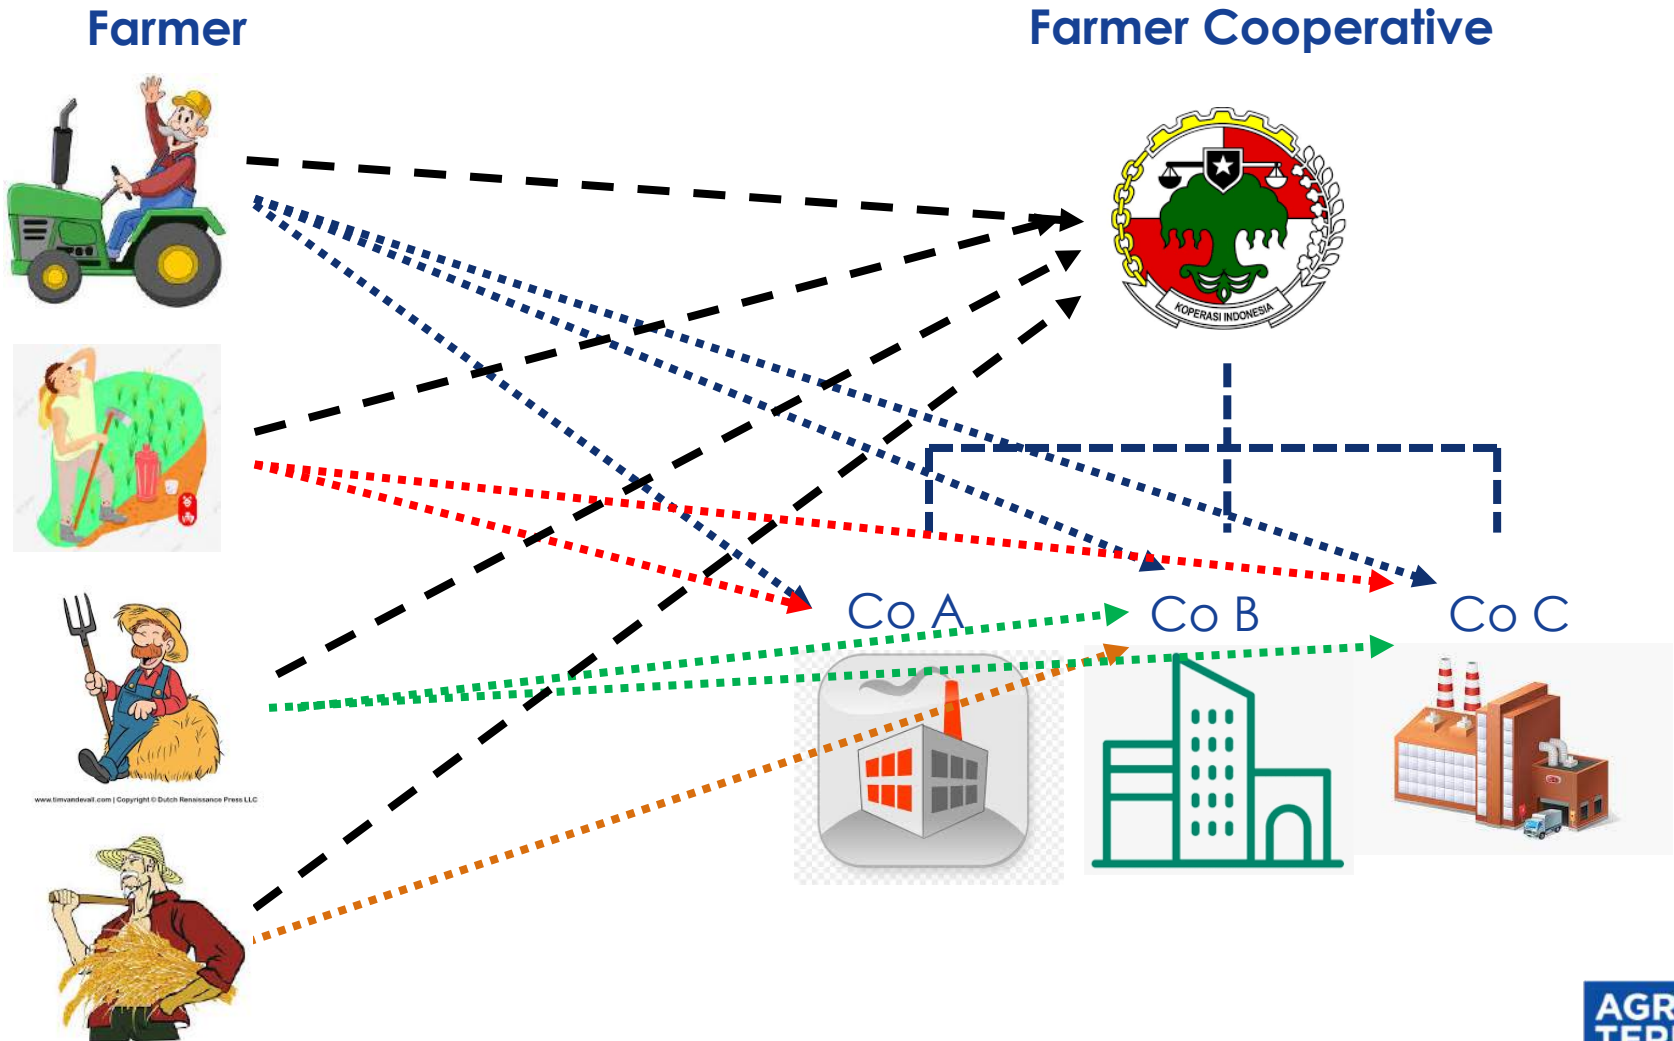 Farmer
Farmer Cooperative
KOPERASI INDONESIA
Co A
Co B
Co C
www.timvandevall.com | Copyright © Dutch Renaissance Press LLC
AGR